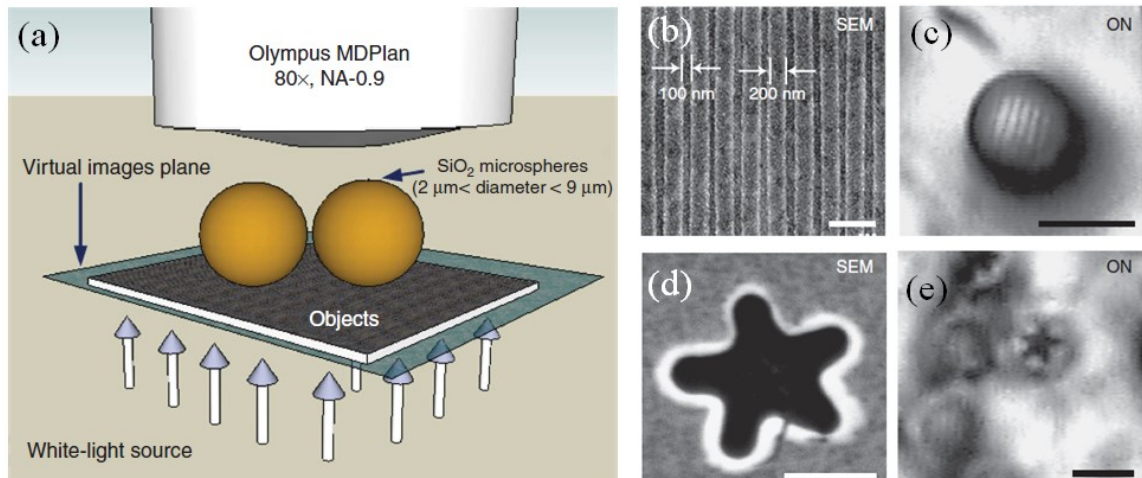 (a)
Olympus MDPlan
80×, NA-0.9
Virtual images plane
SiO₂ microspheres
(2 μm< diameter < 9 μm)
Objects
White-light source
(b)
SEM
100 nm
200 nm
(c)
ON
(d)
SEM
(e)
ON